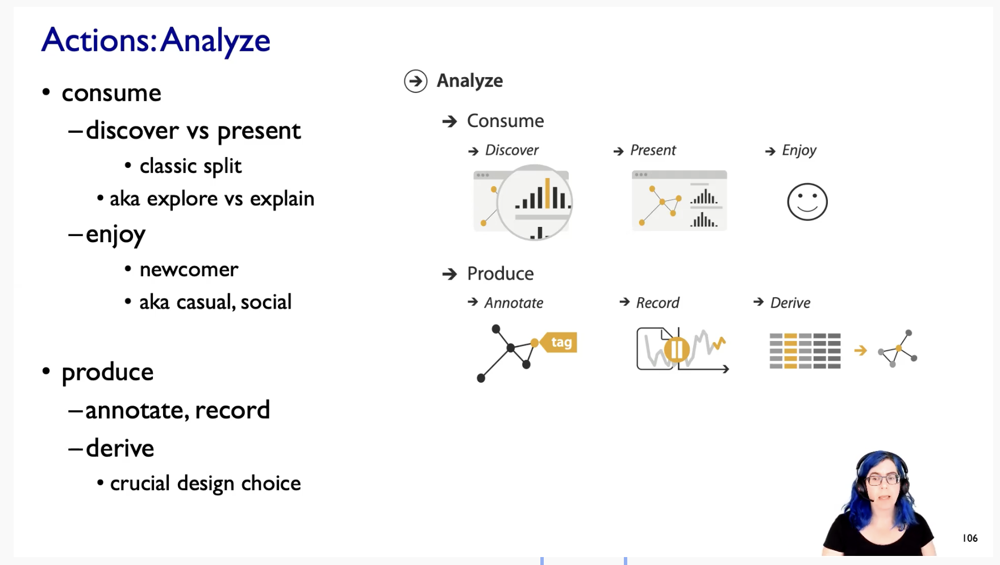 Actions: Analyze
• consume
–discover vs present
• classic split
• aka explore vs explain
–enjoy
• newcomer
• aka casual, social
• produce
–annotate, record
–derive
• crucial design choice
Analyze
Consume
Discover
Present
Enjoy
Produce
Annotate
Record
Derive
tag
106